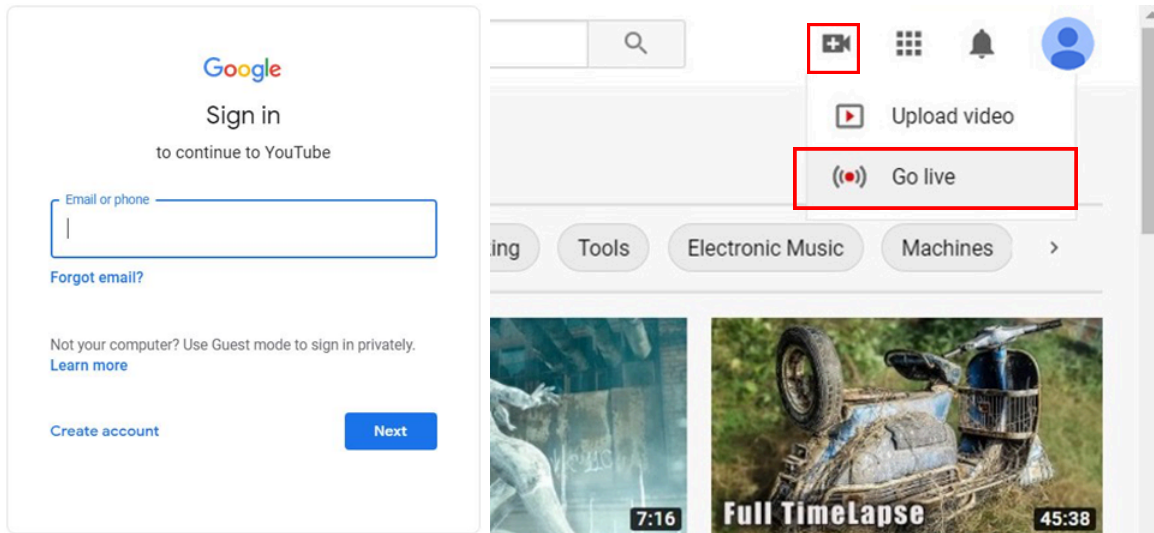 Google
Sign in
to continue to YouTube
Email or phone
Forgot email?
Not your computer? Use Guest mode to sign in privately.
Learn more
Create account
Next
Upload video
Go live
ing
Tools
Electronic Music
Machines
7:16
Full TimeLapse
45:38